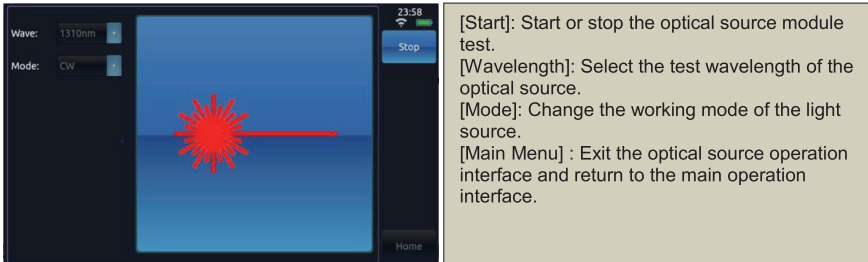 23:58
Wave: 1310nm
Stop
Mode: CW
Home
[Start]: Start or stop the optical source module
test.
[Wavelength]: Select the test wavelength of the
optical source.
[Mode]: Change the working mode of the light
source.
[Main Menu] : Exit the optical source operation
interface and return to the main operation
interface.